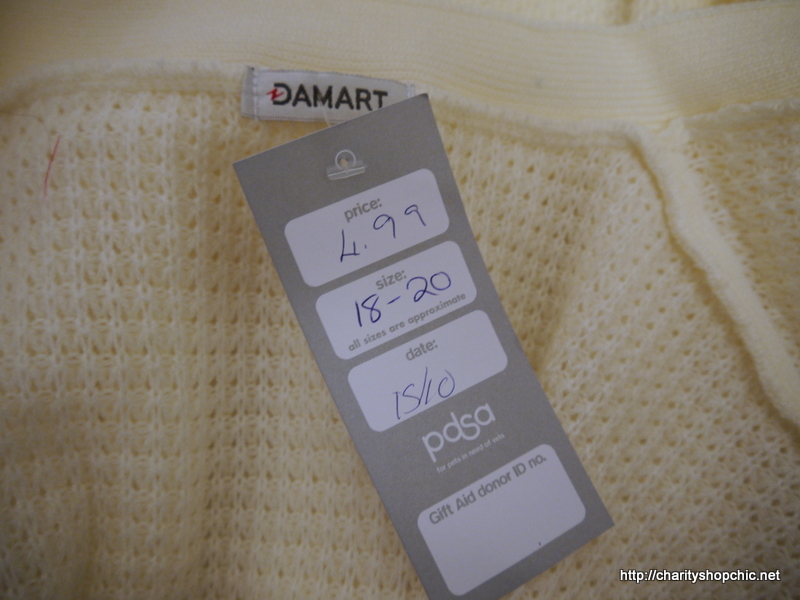 DAMART
price:
4.99
size:
18-20
all sizes are approximate
date:
15/10
pdsa
for pets in need of vets
Gift Aid donor ID no.
http://charityshopchic.net